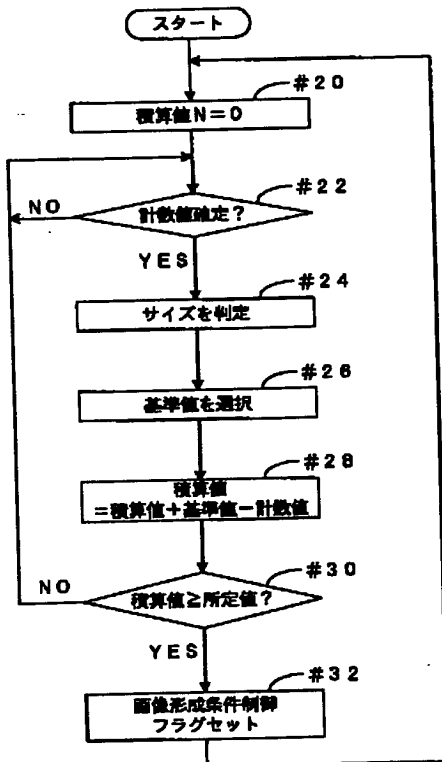 スタート
#20
積算値N=0
#22
計数値確定?
NO
YES
#24
サイズを判定
#26
基準値を選択
#28
積算値
=積算値+基準値-計数値
#30
積算値≧所定値?
NO
YES
#32
画像形成条件制御
フラグセット